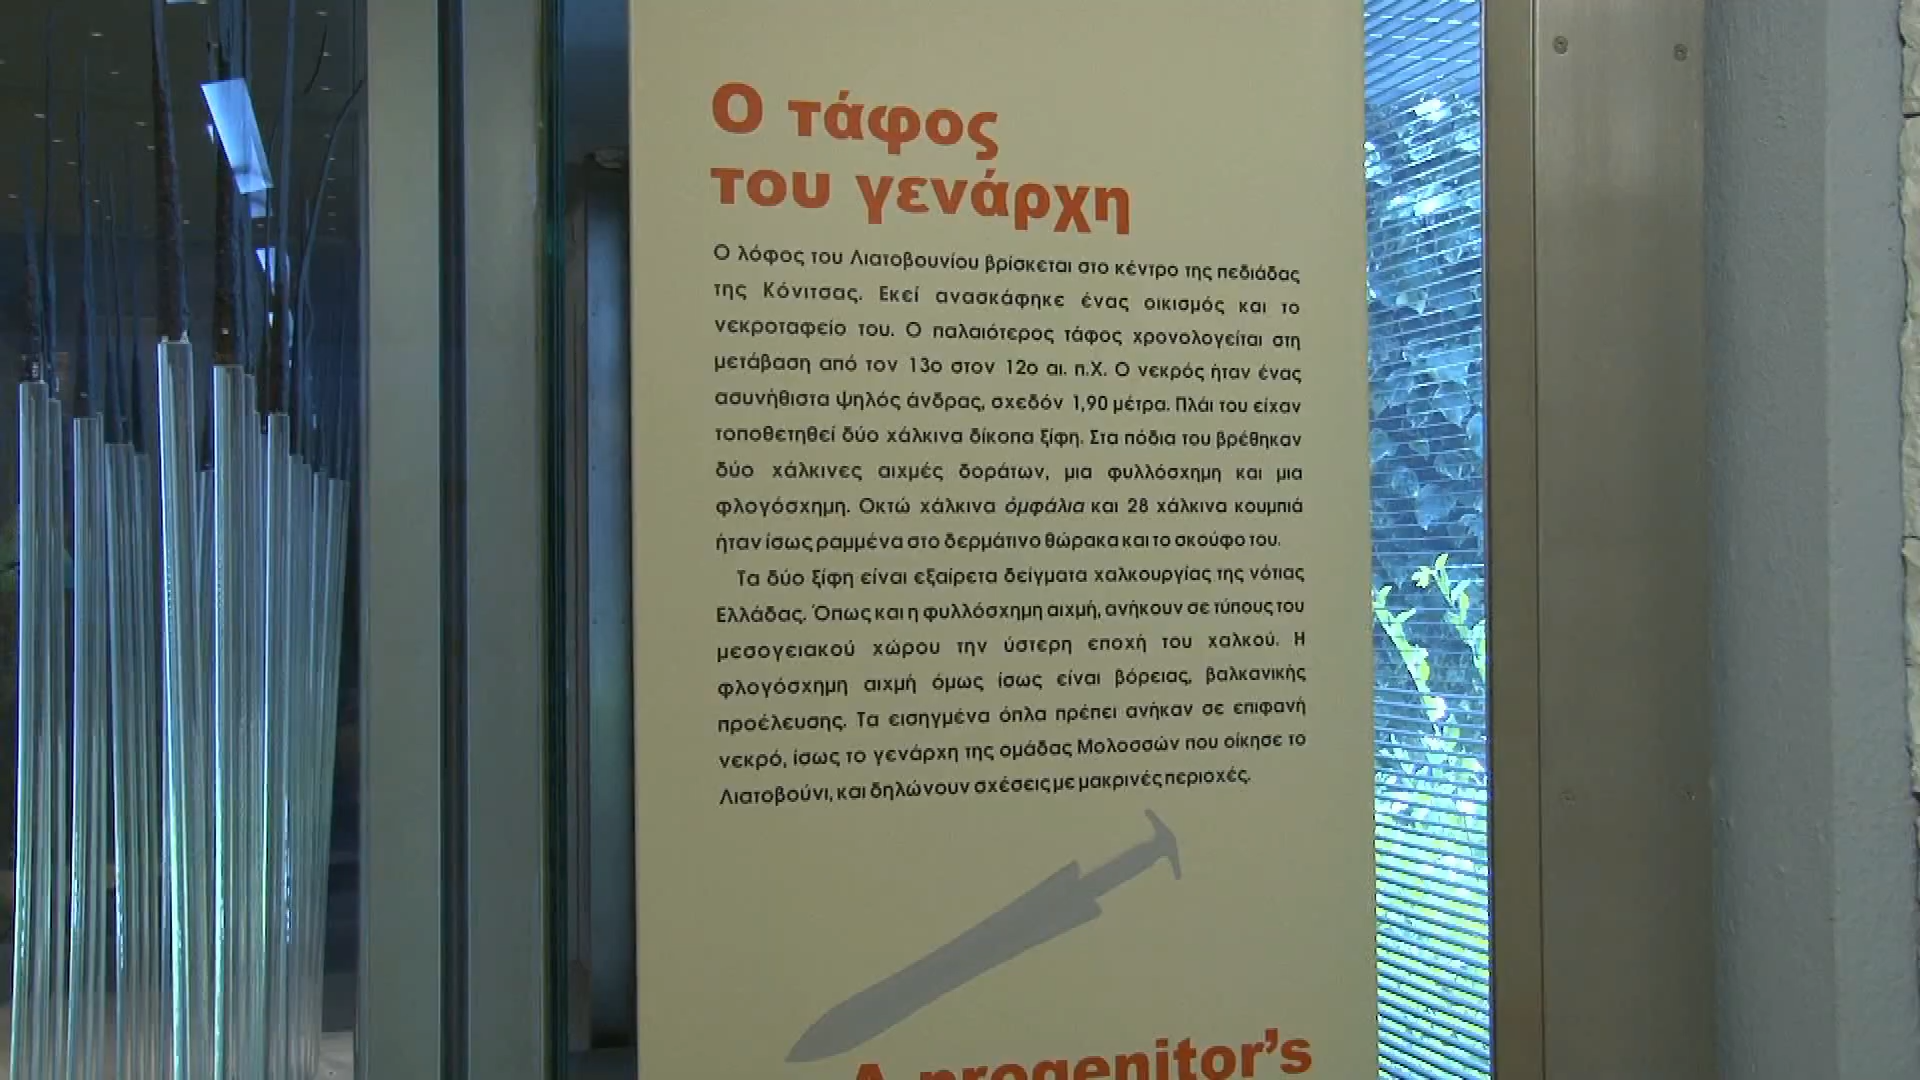 Ο τάφος
του γενάρχη
Ο λόφος του Λιατοβουνίου βρίσκεται στο κέντρο της πεδιάδας
της Κόνιτσας. Εκεί ανασκάφηκε ένας οικισμός και το
νεκροταφείο του. Ο παλαιότερος τάφος χρονολογείται στη
μετάβαση από τον 13ο στον 12ο αι. π.Χ. Ο νεκρός ήταν ένας
ασυνήθιστα ψηλός άνδρας, σχεδόν 1,90 μέτρα. Πλάι του είχαν
τοποθετηθεί δύο χάλκινα δίκοπα ξίφη. Στα πόδια του βρέθηκαν
δύο χάλκινες αιχμές δοράτων, μια φυλλόσχημη και μια
φλογόσχημη. Οκτώ χάλκινα ὀμφάλια και 28 χάλκινα κουμπιά
ήταν ίσως ραμμένα στο δερμάτινο θώρακα και το σκούφο του.
Τα δύο ξίφη είναι εξαίρετα δείγματα χαλκουργίας της νότιας
Ελλάδας. Όπως και η φυλλόσχημη αιχμή, ανήκουν σε τύπους του
μεσογειακού χώρου την ύστερη εποχή του χαλκού. Η
φλογόσχημη αιχμή όμως ίσως είναι βόρειας, βαλκανικής
προέλευσης. Τα εισηγμένα όπλα πρέπει ανήκαν σε επιφανή
νεκρό, ίσως το γενάρχη της ομάδας Μολοσσών που οίκησε το
Λιατοβούνι, και δηλώνουν σχέσεις με μακρινές περιοχές.
A progenitor's